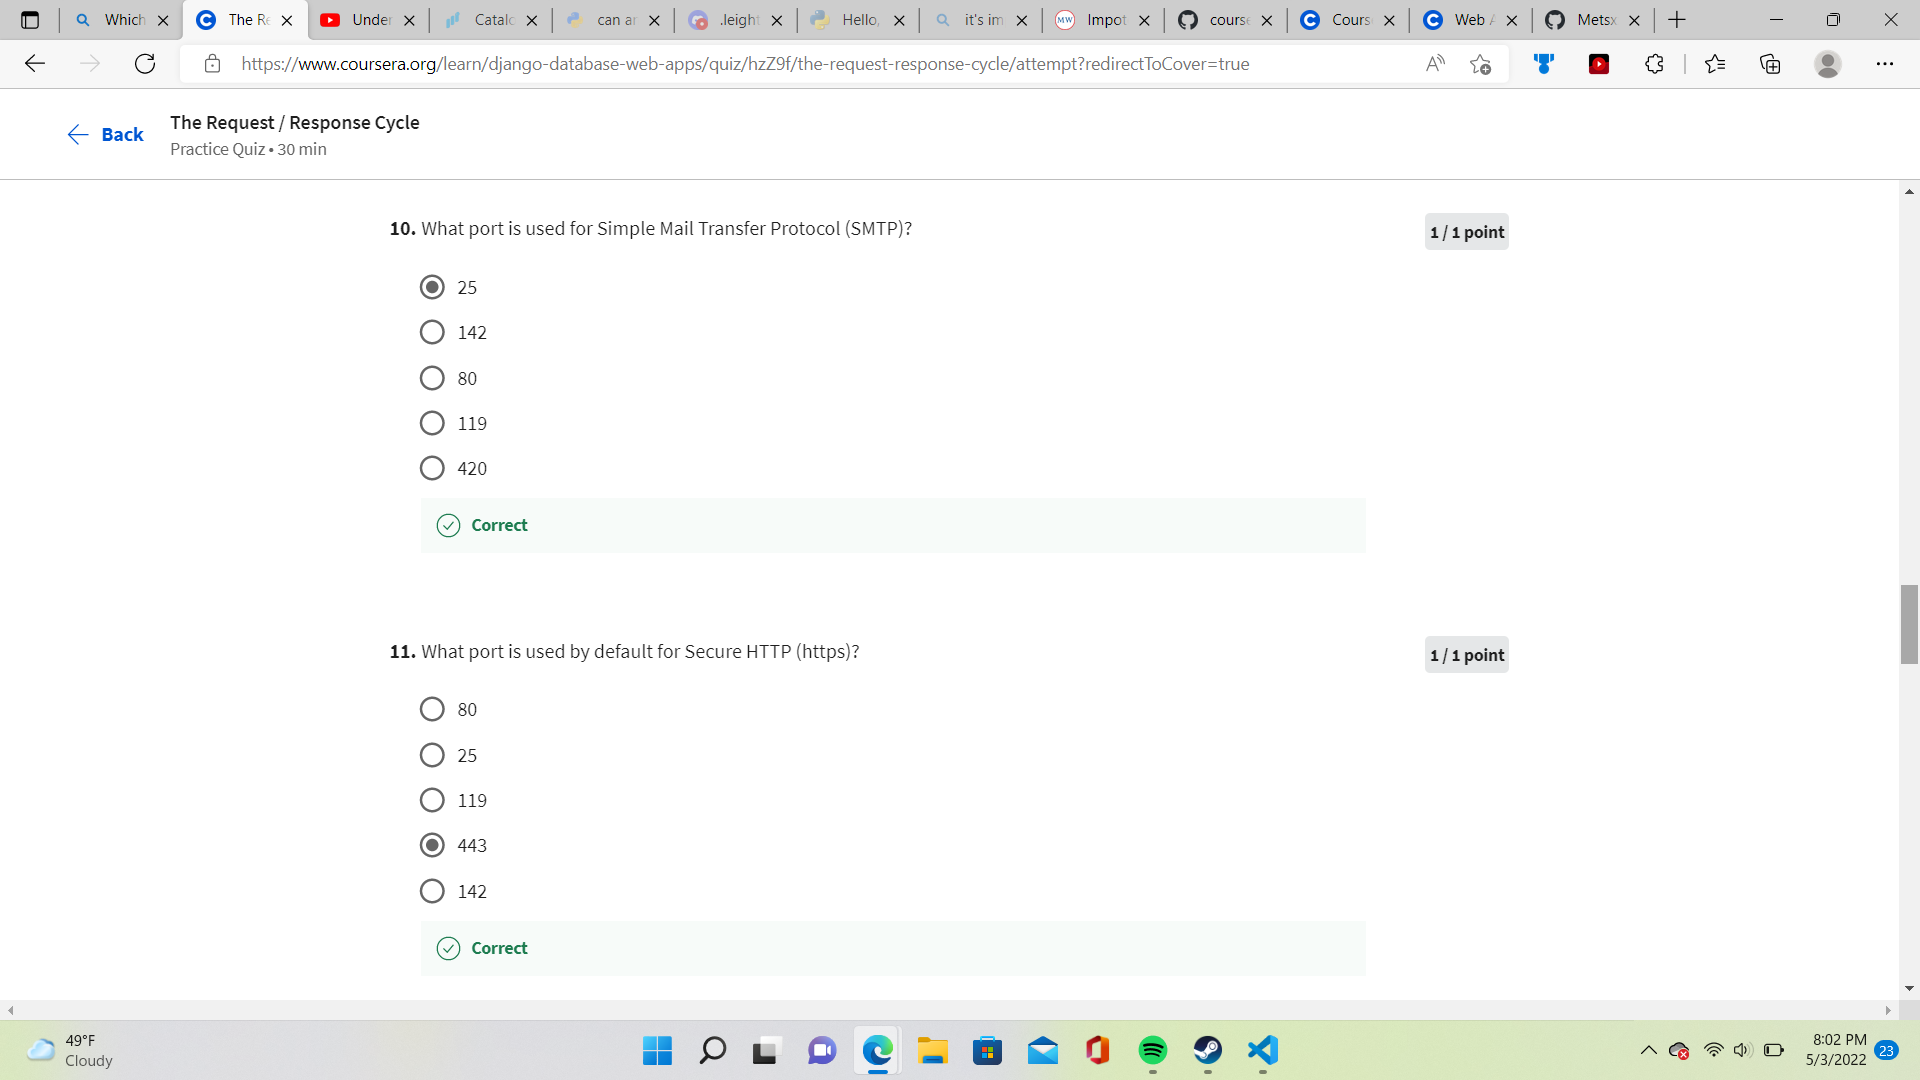 Which
The Re
Under
Catalo
can ar
.leight
Hello,
it's im
MW
Impot
course
Cours
Web A
Metsx
https://www.coursera.org/learn/django-database-web-apps/quiz/hzZ9f/the-request-response-cycle/attempt?redirectToCover=true
Back
The Request / Response Cycle
Practice Quiz • 30 min
10. What port is used for Simple Mail Transfer Protocol (SMTP)?
1 / 1 point
25
142
80
119
420
Correct
11. What port is used by default for Secure HTTP (https)?
1 / 1 point
80
25
119
443
142
Correct
49°F
Cloudy
8:02 PM
5/3/2022
23